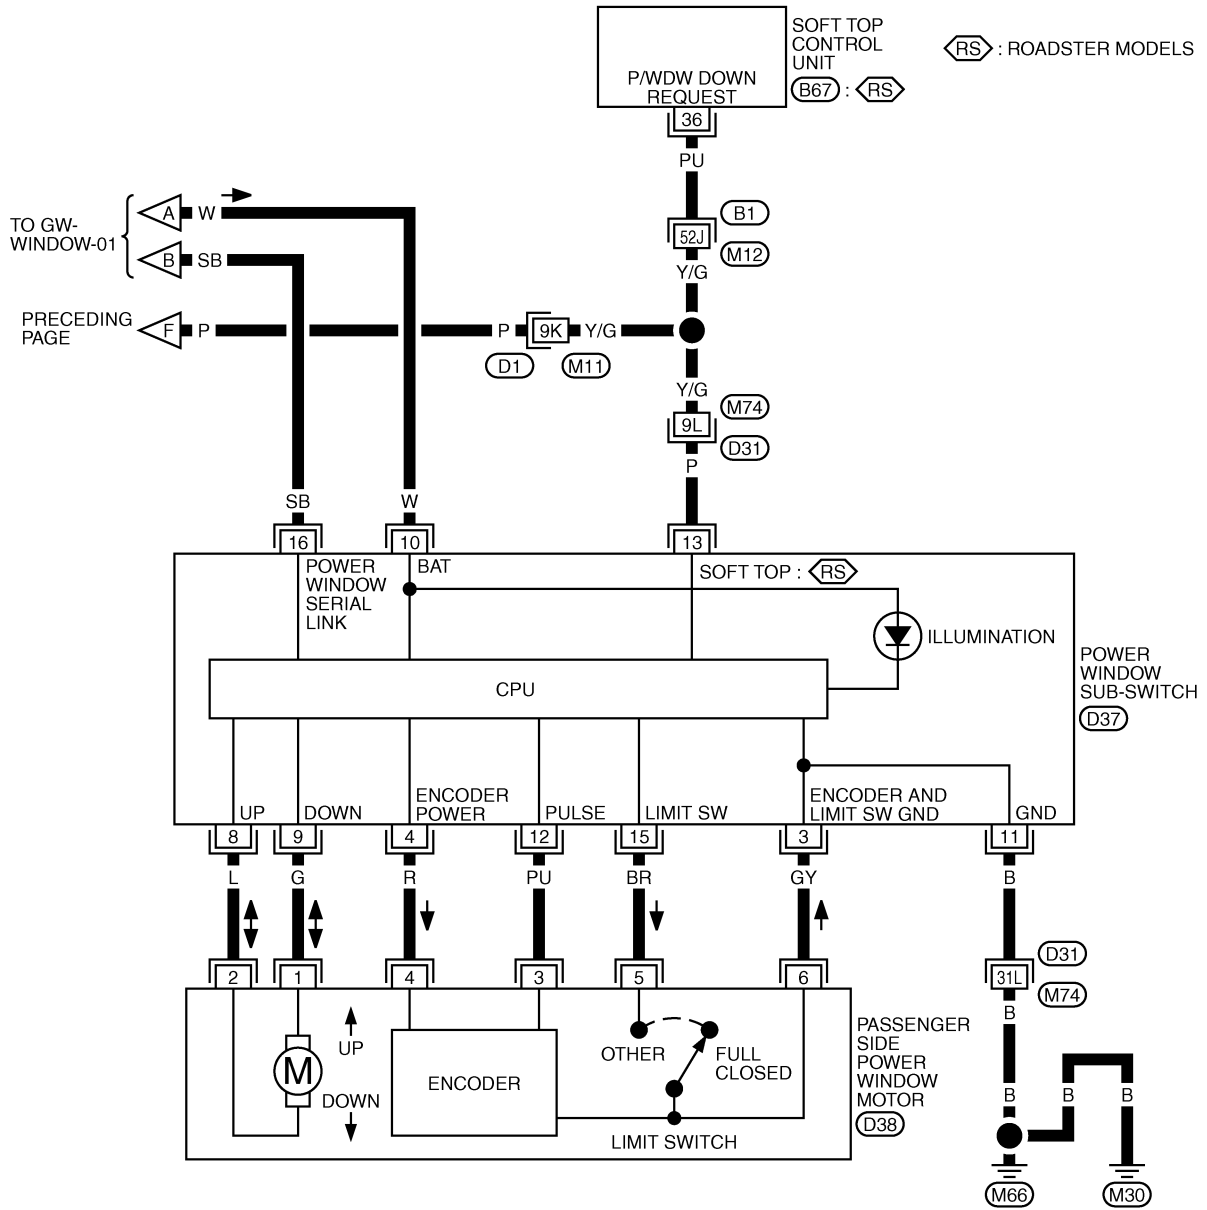 SOFT TOP
CONTROL
UNIT
B67 : RS
RS : ROADSTER MODELS
P/WDW DOWN
REQUEST
36
PU
B1
52J
M12
Y/G
TO GW-
WINDOW-01
A W
B SB
PRECEDING
PAGE
F P
P 9K Y/G
D1 M11
Y/G
M74
9L
D31
P
SB W
16 10 13
POWER
WINDOW
SERIAL
LINK
BAT
SOFT TOP : RS
ILLUMINATION
CPU
POWER
WINDOW
SUB-SWITCH
D37
UP
DOWN
ENCODER
POWER
PULSE
LIMIT SW
ENCODER AND
LIMIT SW GND
GND
8 9 4 12 15 3 11
L G R PU BR GY B
2 1 4 3 5 6
D31
31L
M74
B
M
UP
DOWN
ENCODER
OTHER
FULL
CLOSED
LIMIT SWITCH
PASSENGER
SIDE
POWER
WINDOW
MOTOR
D38
B B B
M66 M30